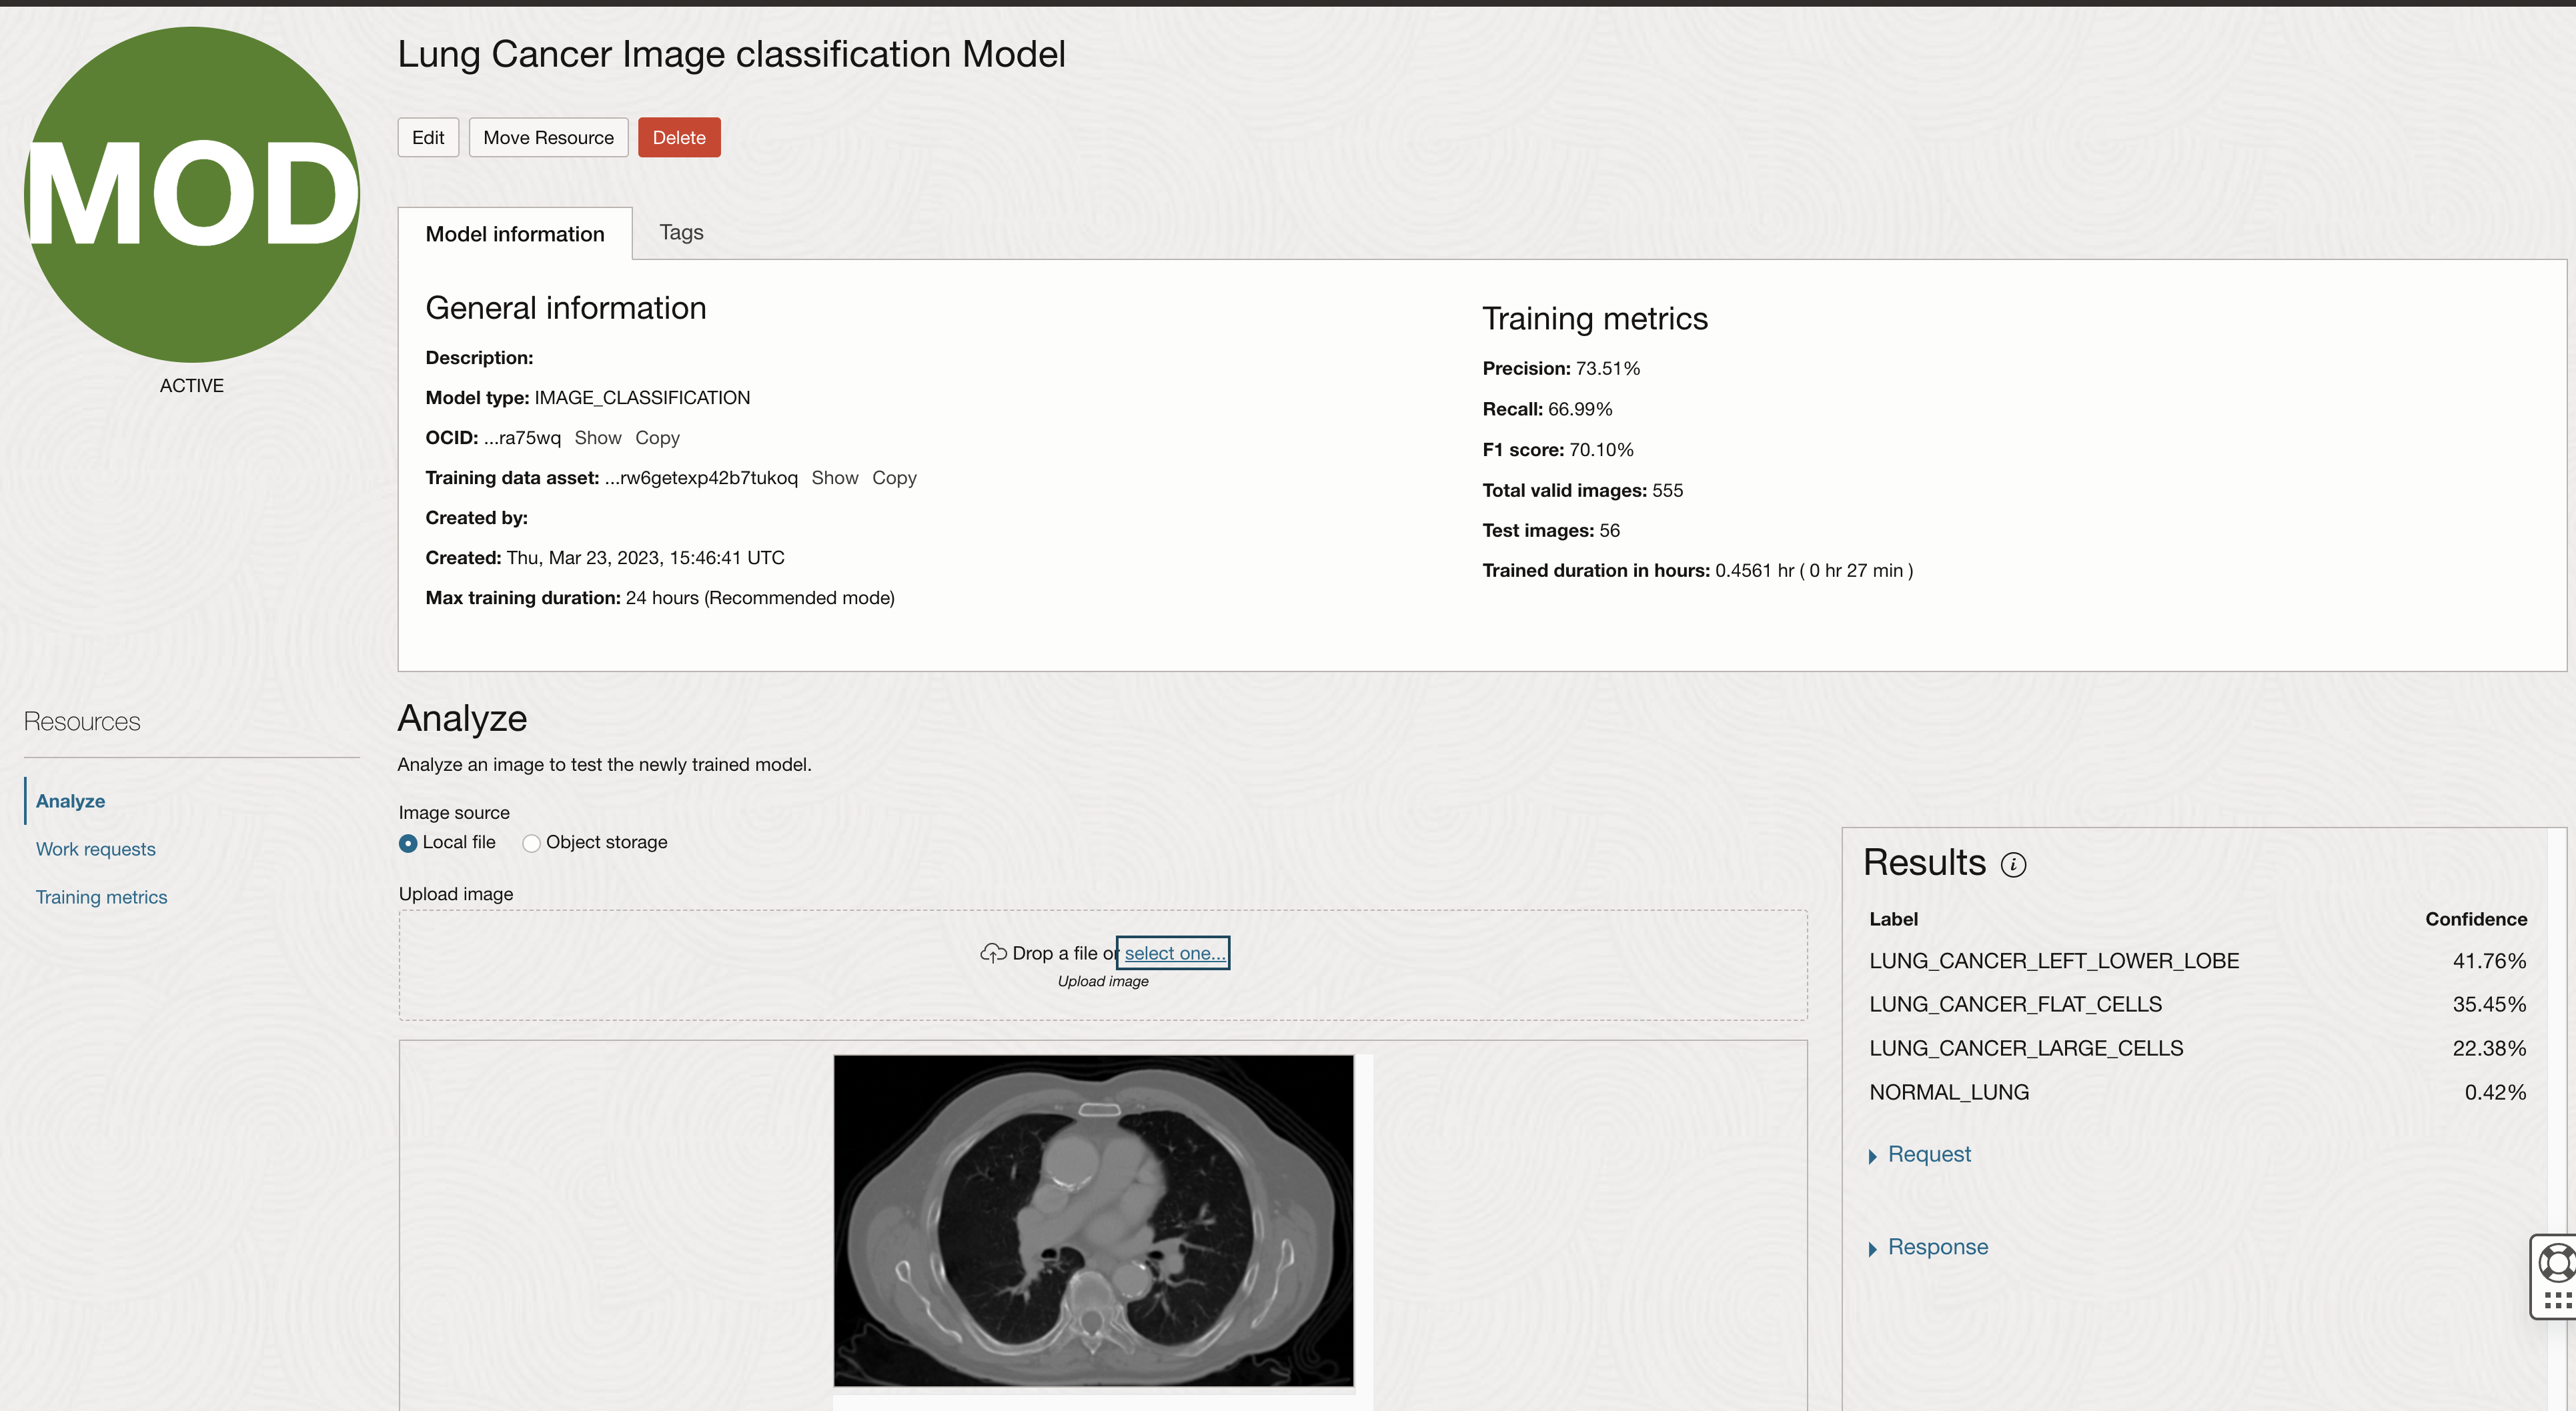 MOD
ACTIVE
Lung Cancer Image classification Model
Edit Move Resource Delete
Model information Tags
General information
Description:
Model type: IMAGE_CLASSIFICATION
OCID: ...ra75wq Show Copy
Training data asset: ...rw6getexp42b7tukoq Show Copy
Created by:
Created: Thu, Mar 23, 2023, 15:46:41 UTC
Max training duration: 24 hours (Recommended mode)
Training metrics
Precision: 73.51%
Recall: 66.99%
F1 score: 70.10%
Total valid images: 555
Test images: 56
Trained duration in hours: 0.4561 hr ( 0 hr 27 min )
Resources
Analyze
Work requests
Training metrics
Analyze
Analyze an image to test the newly trained model.
Image source
Local file Object storage
Upload image
Drop a file or select one...
Upload image
Results i
Label Confidence
LUNG_CANCER_LEFT_LOWER_LOBE 41.76%
LUNG_CANCER_FLAT_CELLS 35.45%
LUNG_CANCER_LARGE_CELLS 22.38%
NORMAL_LUNG 0.42%
Request
Response